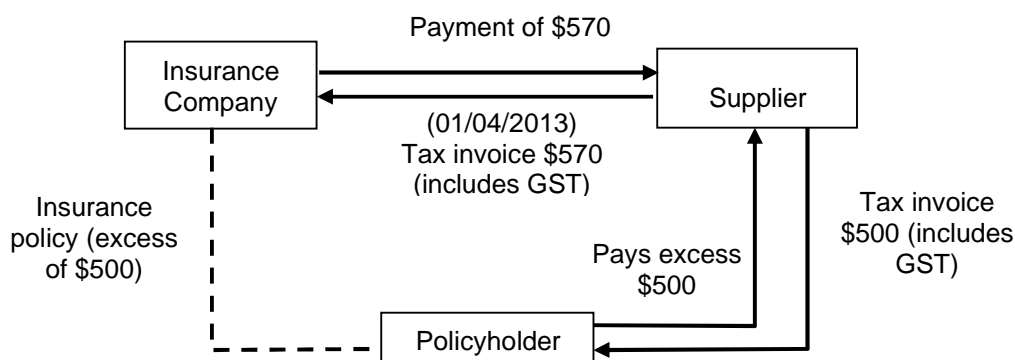 Payment of $570
Insurance
Company
Supplier
(01/04/2013)
Tax invoice $570
(includes GST)
Insurance
policy (excess
of $500)
Pays excess
$500
Tax invoice
$500 (includes
GST)
Policyholder